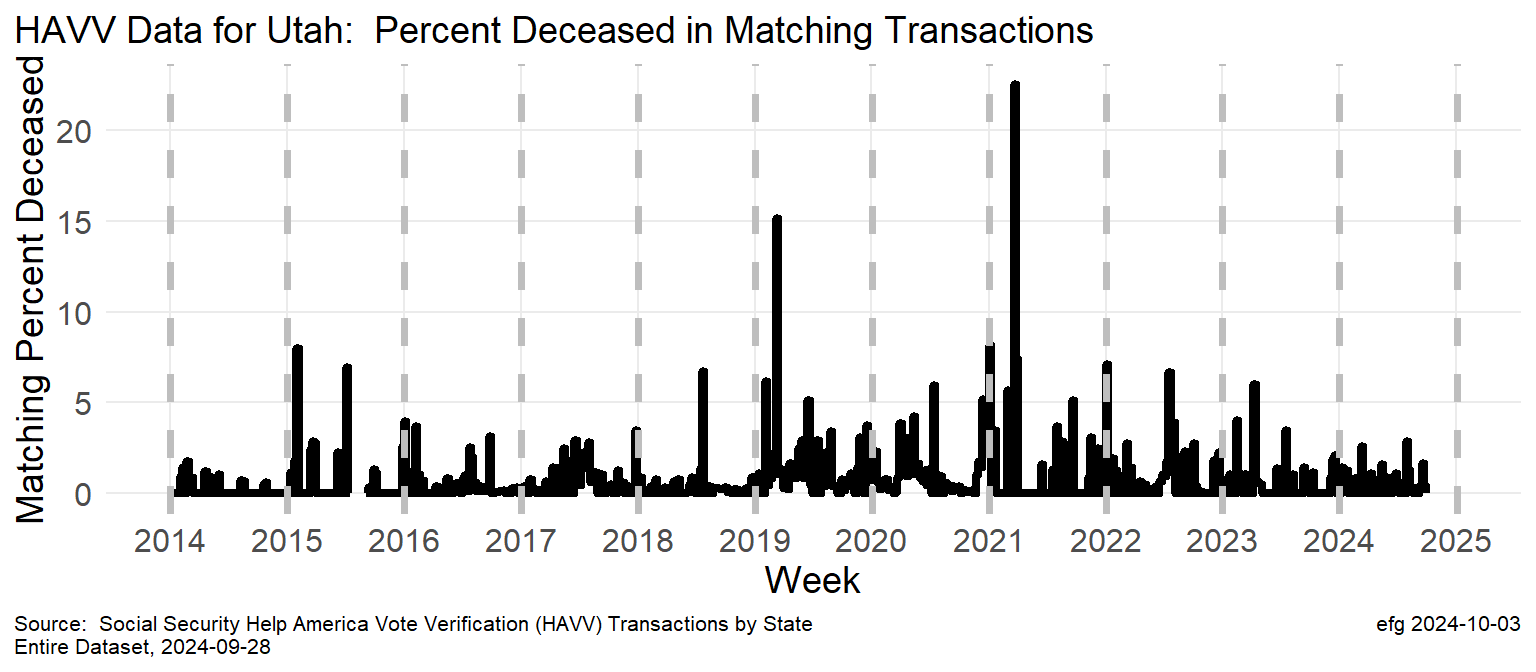 HAVV Data for Utah:  Percent Deceased in Matching Transactions
Matching Percent Deceased
20
15
10
5
0
2014 2015 2016 2017 2018 2019 2020 2021 2022 2023 2024 2025
Week
Source:  Social Security Help America Vote Verification (HAVV) Transactions by State
Entire Dataset, 2024-09-28
efg 2024-10-03